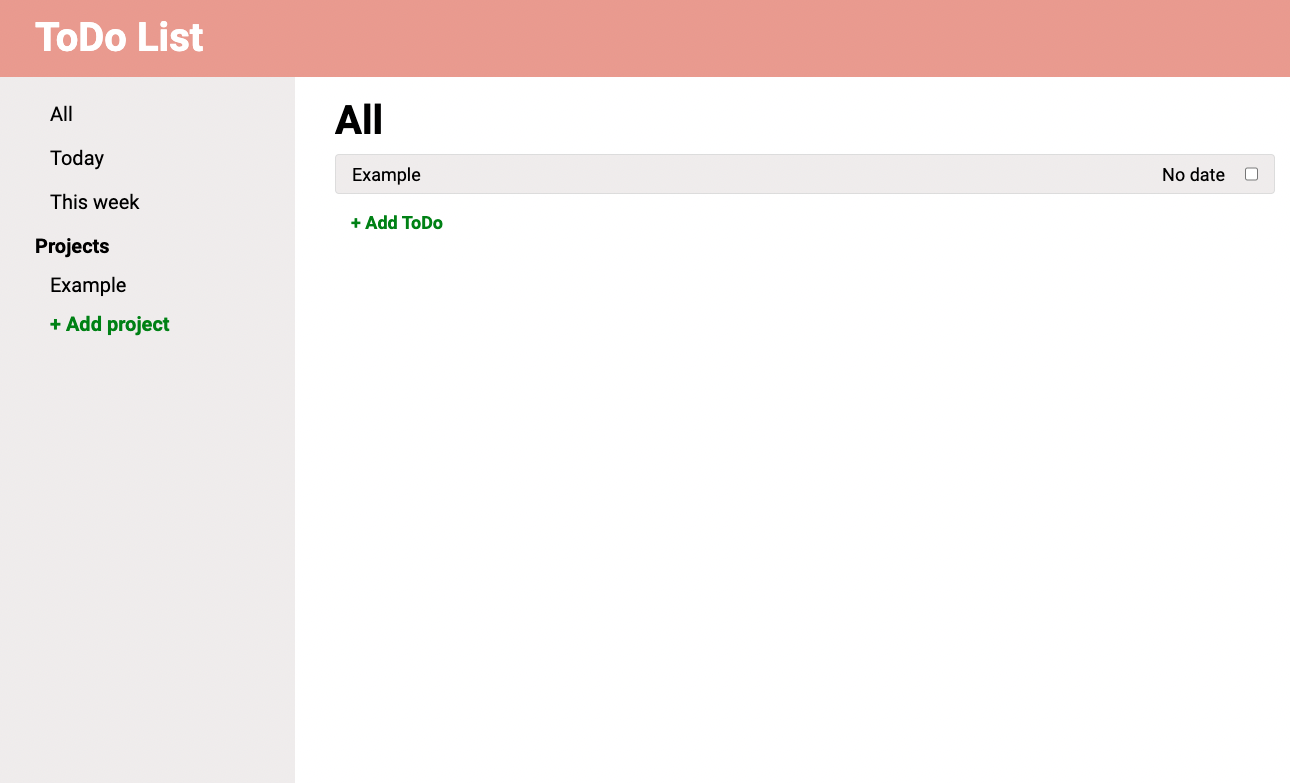 ToDo List
All
Today
This week
Projects
Example
+ Add project
All
Example No date
+ Add ToDo